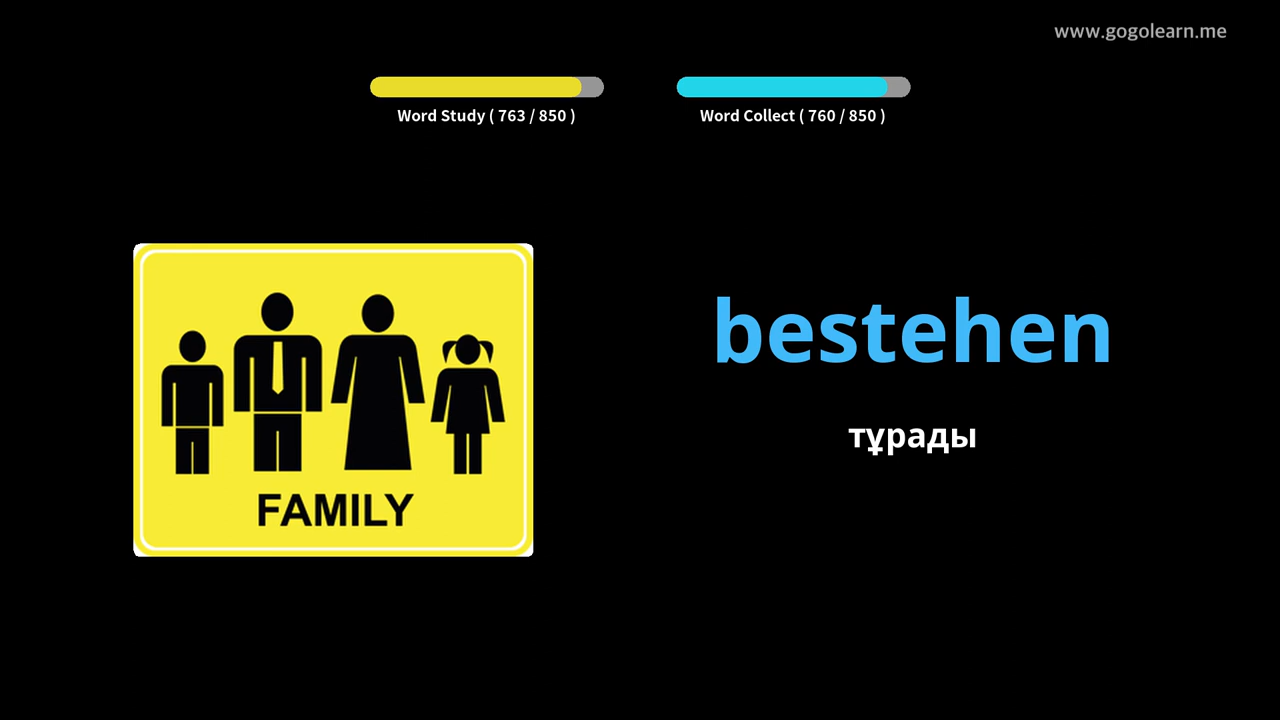 www.gogolearn.me
Word Study ( 763 / 850 )
Word Collect ( 760 / 850 )
FAMILY
bestehen
тұрады